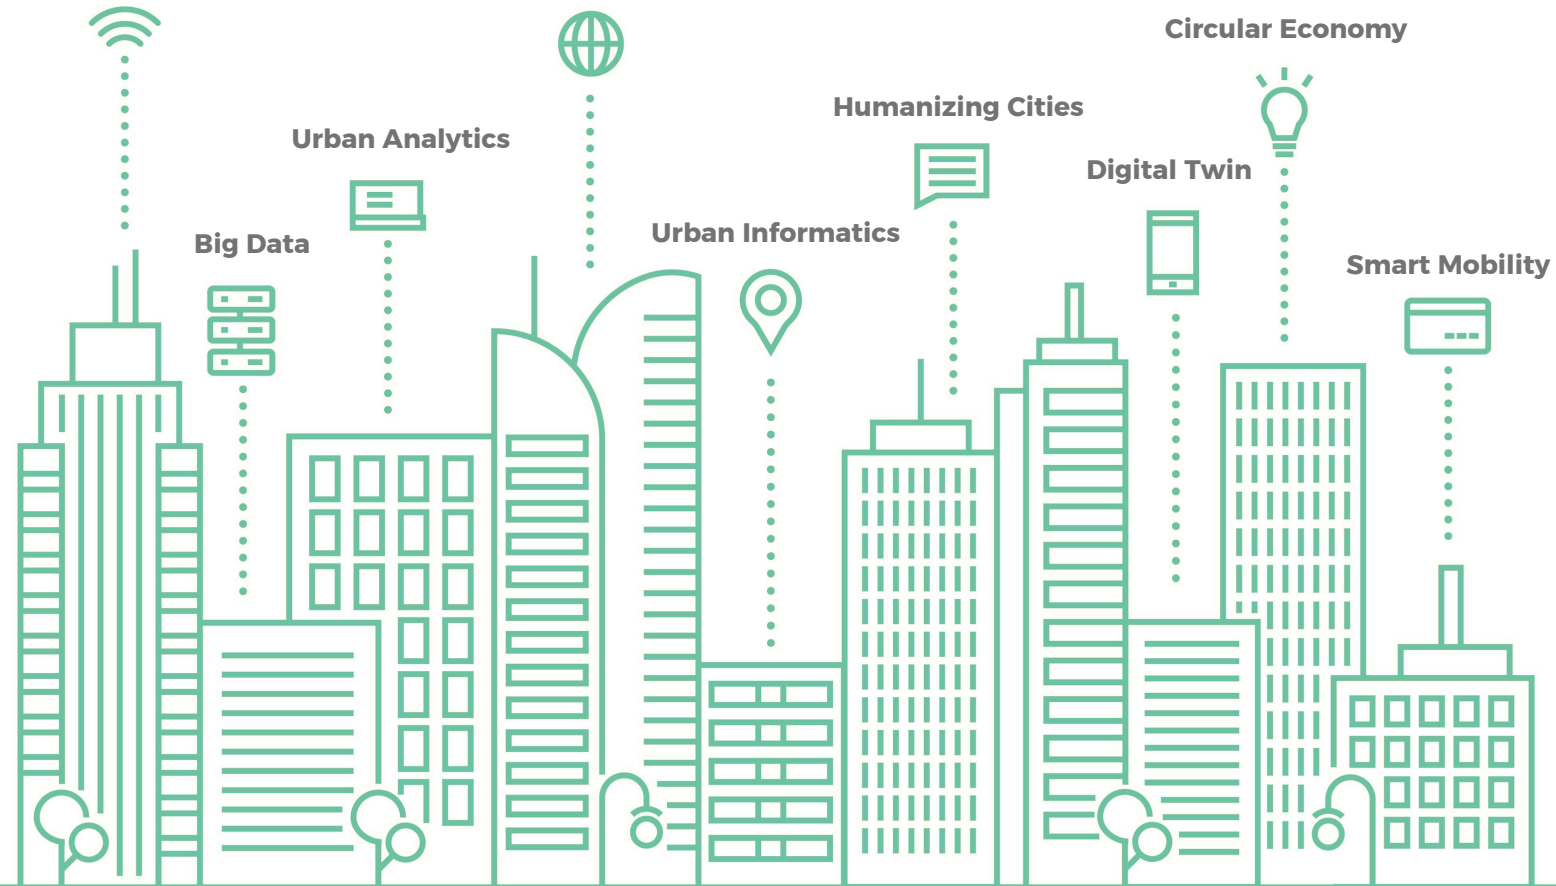 Circular Economy
Humanizing Cities
Urban Analytics
Digital Twin
Urban Informatics
Big Data
Smart Mobility